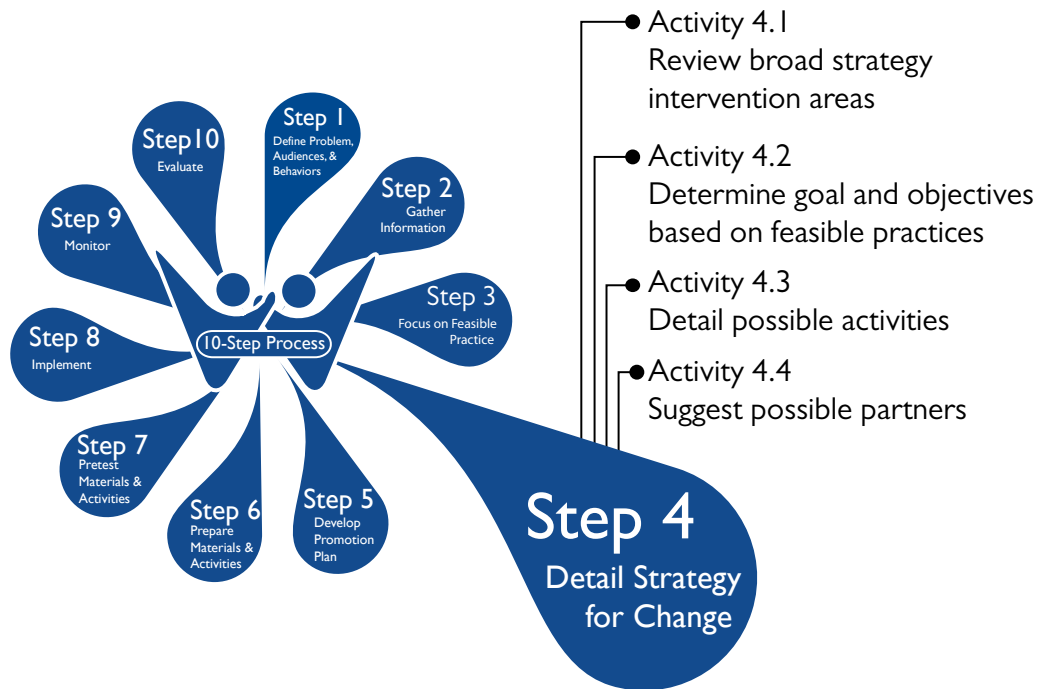 Step 1
Define Problem,
Audiences, &
Behaviors
Step 2
Gather
Information
Step 3
Focus on Feasible
Practice
Step 4
Detail Strategy
for Change
Activity 4.1
Review broad strategy
intervention areas
Activity 4.2
Determine goal and objectives
based on feasible practices
Activity 4.3
Detail possible activities
Activity 4.4
Suggest possible partners
Step 5
Develop
Promotion
Plan
Step 6
Prepare
Materials &
Activities
Step 7
Pretest
Materials &
Activities
Step 8
Implement
Step 9
Monitor
Step10
Evaluate
10-Step Process